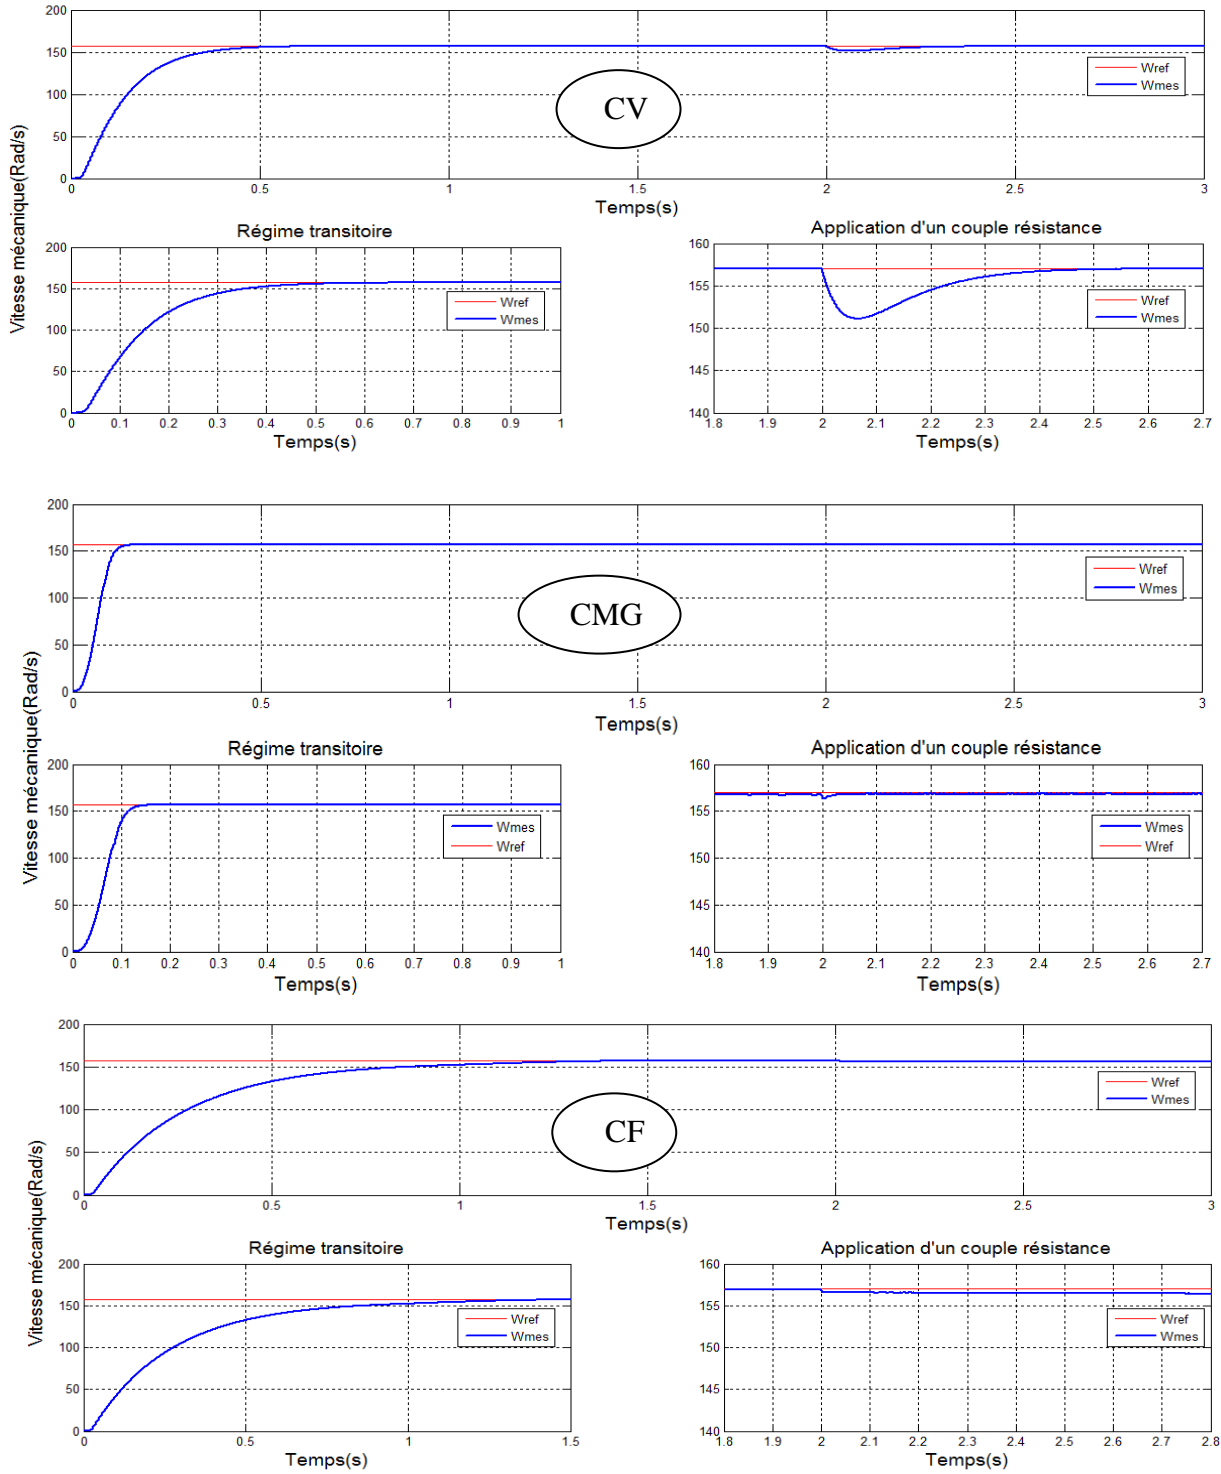 200
150
100
50
0
0 0.5 1 1.5 2 2.5 3
Temps(s)
Wref
Wmes
CV
Vitesse mécanique(Rad/s)
Régime transitoire
200
150
100
50
0
0 0.1 0.2 0.3 0.4 0.5 0.6 0.7 0.8 0.9 1
Temps(s)
Wref
Wmes
Application d'un couple résistance
160
155
150
145
140
1.8 1.9 2 2.1 2.2 2.3 2.4 2.5 2.6 2.7
Temps(s)
Wref
Wmes
200
150
100
50
0
0 0.5 1 1.5 2 2.5 3
Temps(s)
Wref
Wmes
CMG
Vitesse mécanique(Rad/s)
Régime transitoire
200
150
100
50
0
0 0.1 0.2 0.3 0.4 0.5 0.6 0.7 0.8 0.9 1
Temps(s)
Wmes
Wref
Application d'un couple résistance
160
155
150
145
140
1.8 1.9 2 2.1 2.2 2.3 2.4 2.5 2.6 2.7
Temps(s)
Wmes
Wref
200
150
100
50
0
0 0.5 1 1.5 2 2.5 3
Temps(s)
Wref
Wmes
CF
Vitesse mécanique(Rad/s)
Régime transitoire
200
150
100
50
0
0 0.5 1 1.5
Temps(s)
Wref
Wmes
Application d'un couple résistance
160
155
150
145
140
1.8 1.9 2 2.1 2.2 2.3 2.4 2.5 2.6 2.7 2.8
Temps(s)
Wref
Wmes